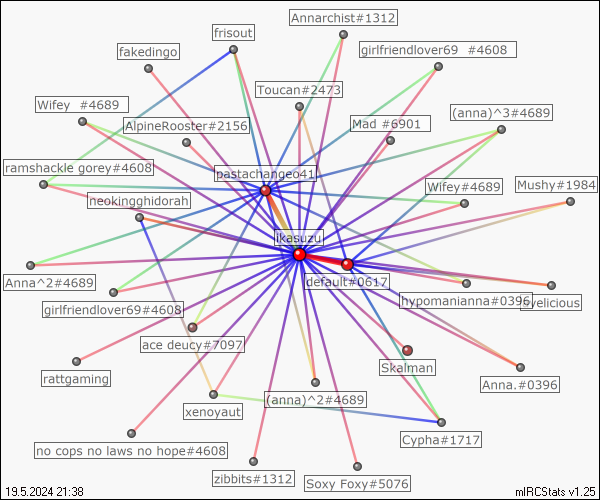 Annarchist#1312
frisout
girlfriendlover69 #4608
fakedingo
Toucan#2473
Wifey #4689
(anna)^3#4689
AlpineRooster#2156
Mad #6901
ramshackle gorey#4608
pastachangeo41
Wifey#4689
Mushy#1984
neokingghidorah
ikasuzu
Anna^2#4689
default#0617
hypomanianna#0396
girlfriendlover69#4608
ace deucy#7097
Skalman
rattgaming
Anna.#0396
(anna)^2#4689
xenoyaut
Cypha#1717
no cops no laws no hope#4608
zibbits#1312
Soxy Foxy#5076
19.5.2024 21:38
mIRCStats v1.25